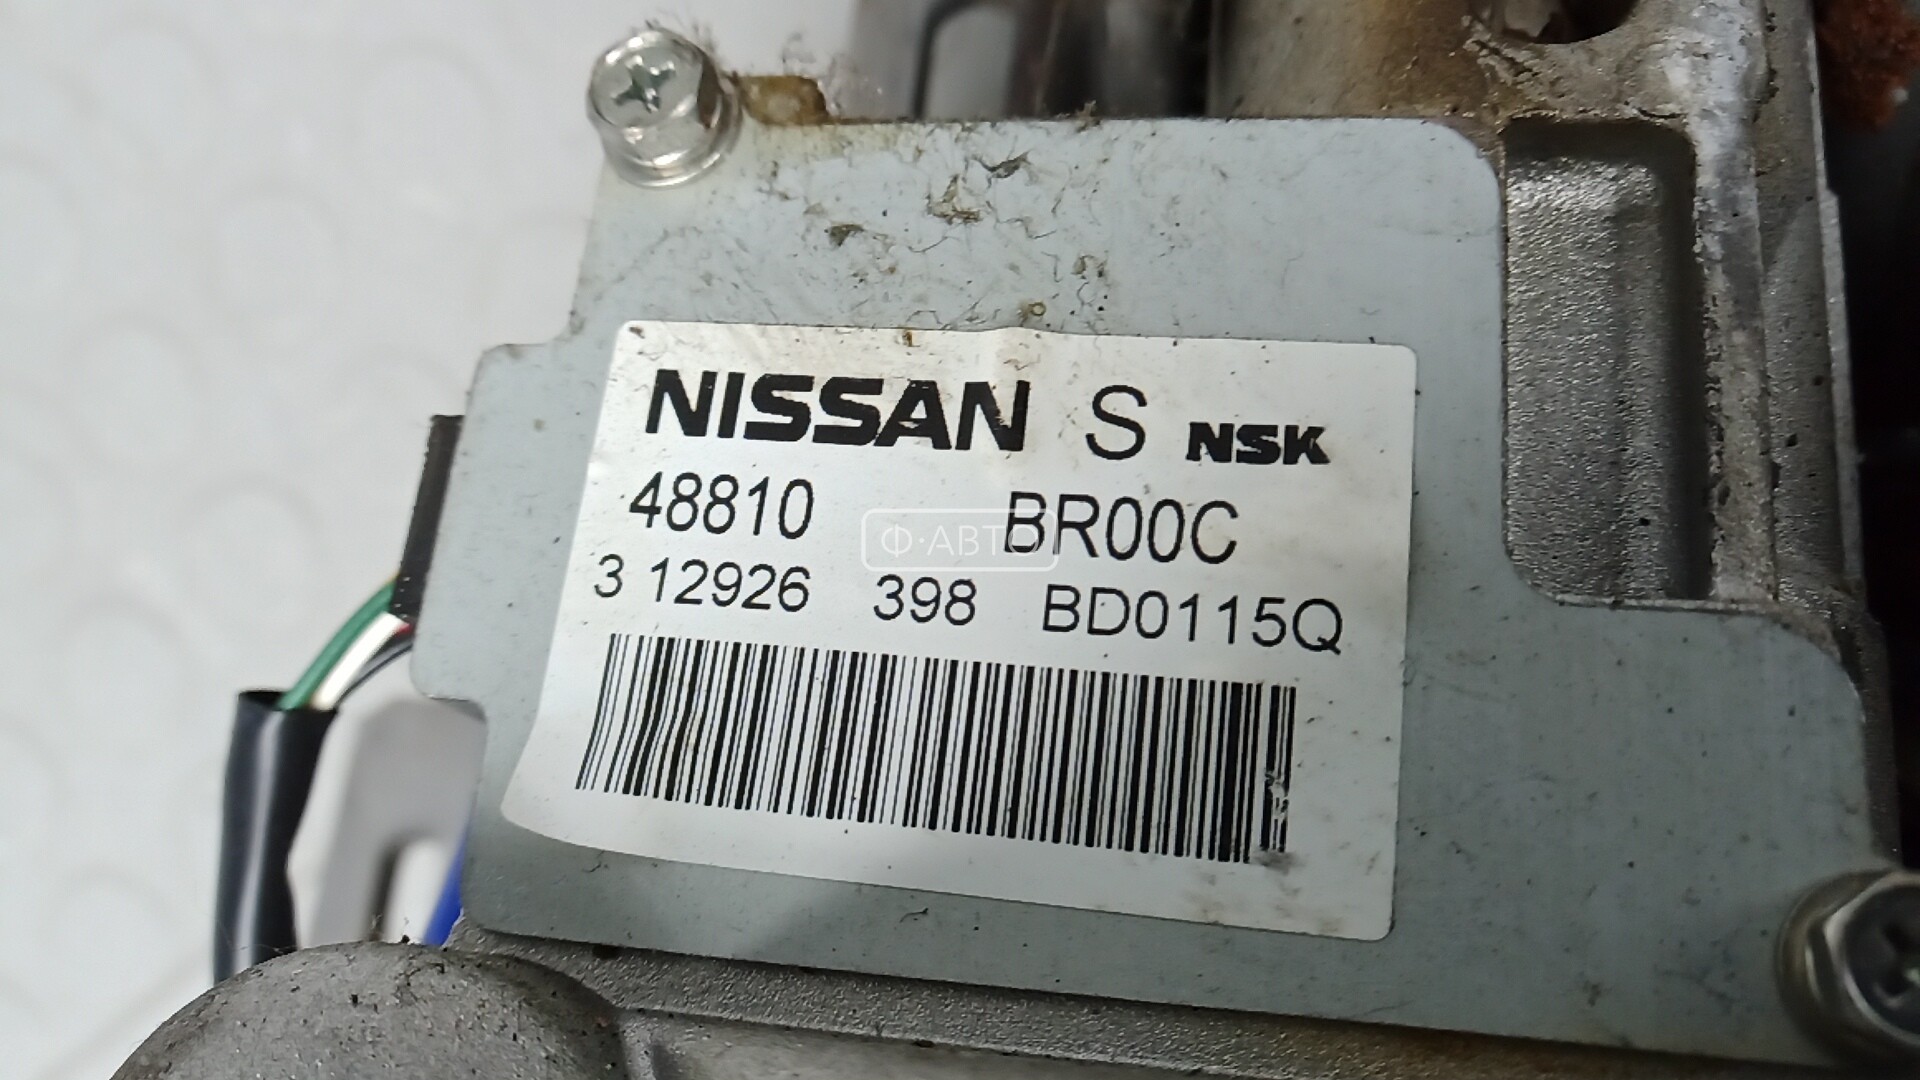 NISSAN S NSK
48810 BR00C
Ф·АВТО
3 12926 398 BD0115Q